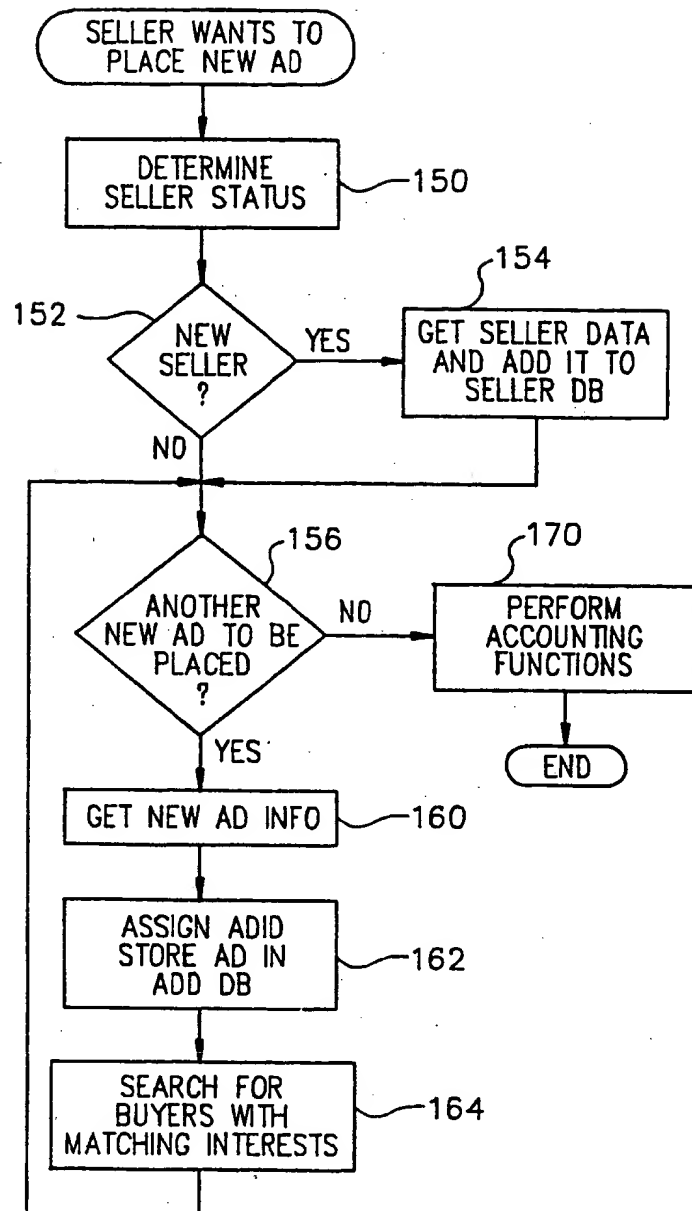 SELLER WANTS TO
PLACE NEW AD
DETERMINE
SELLER STATUS
150
152
NEW
SELLER
?
YES
154
GET SELLER DATA
AND ADD IT TO
SELLER DB
NO
156
ANOTHER
NEW AD TO BE
PLACED
?
NO
170
PERFORM
ACCOUNTING
FUNCTIONS
END
YES
GET NEW AD INFO
160
ASSIGN ADID
STORE AD IN
ADD DB
162
SEARCH FOR
BUYERS WITH
MATCHING INTERESTS
164